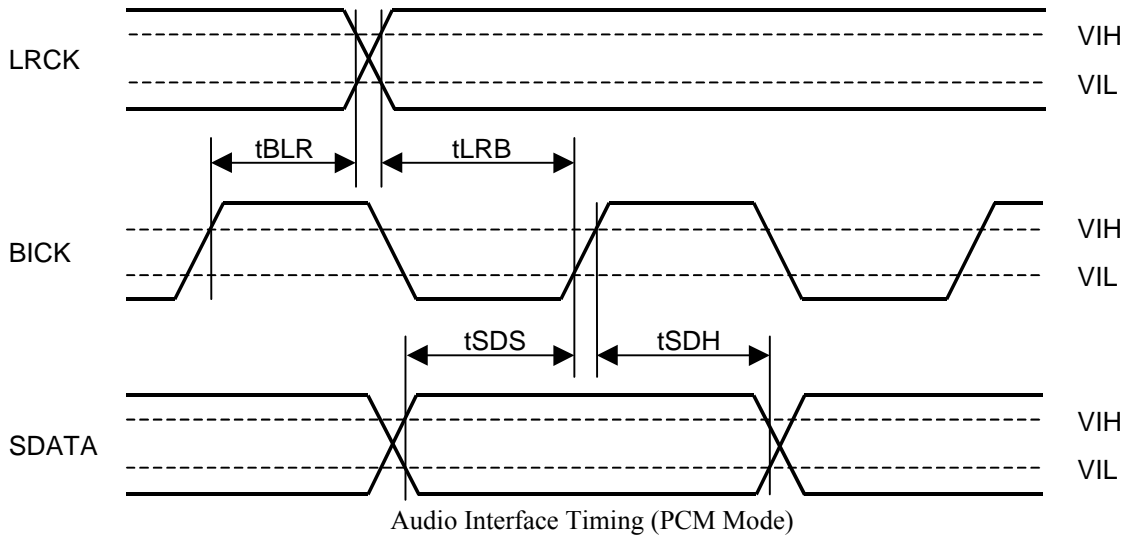 LRCK
VIH
VIL
tBLR
tLRB
BICK
VIH
VIL
tSDS
tSDH
SDATA
VIH
VIL
Audio Interface Timing (PCM Mode)